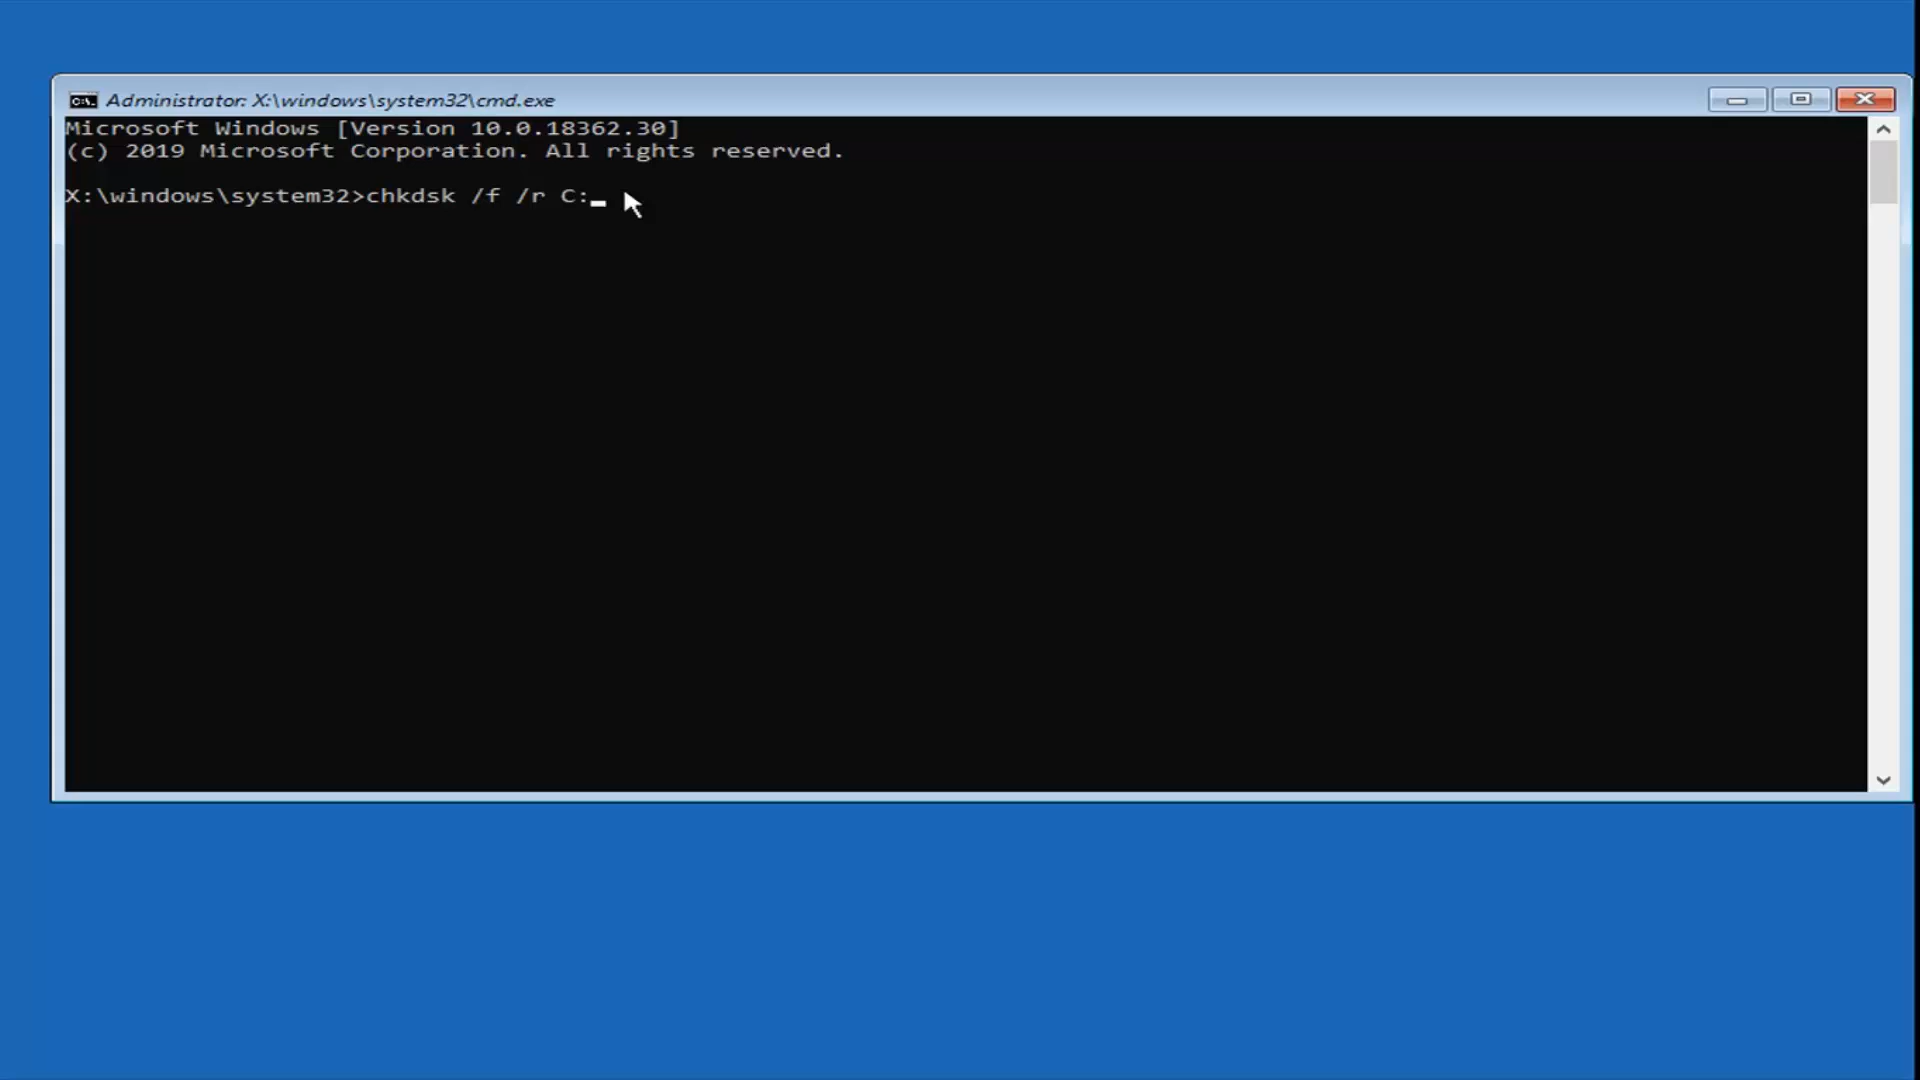 Administrator: X:\windows\system32\cmd.exe
Microsoft Windows [Version 10.0.18362.30]
(c) 2019 Microsoft Corporation. All rights reserved.
X:\windows\system32>chkdsk /f /r C: